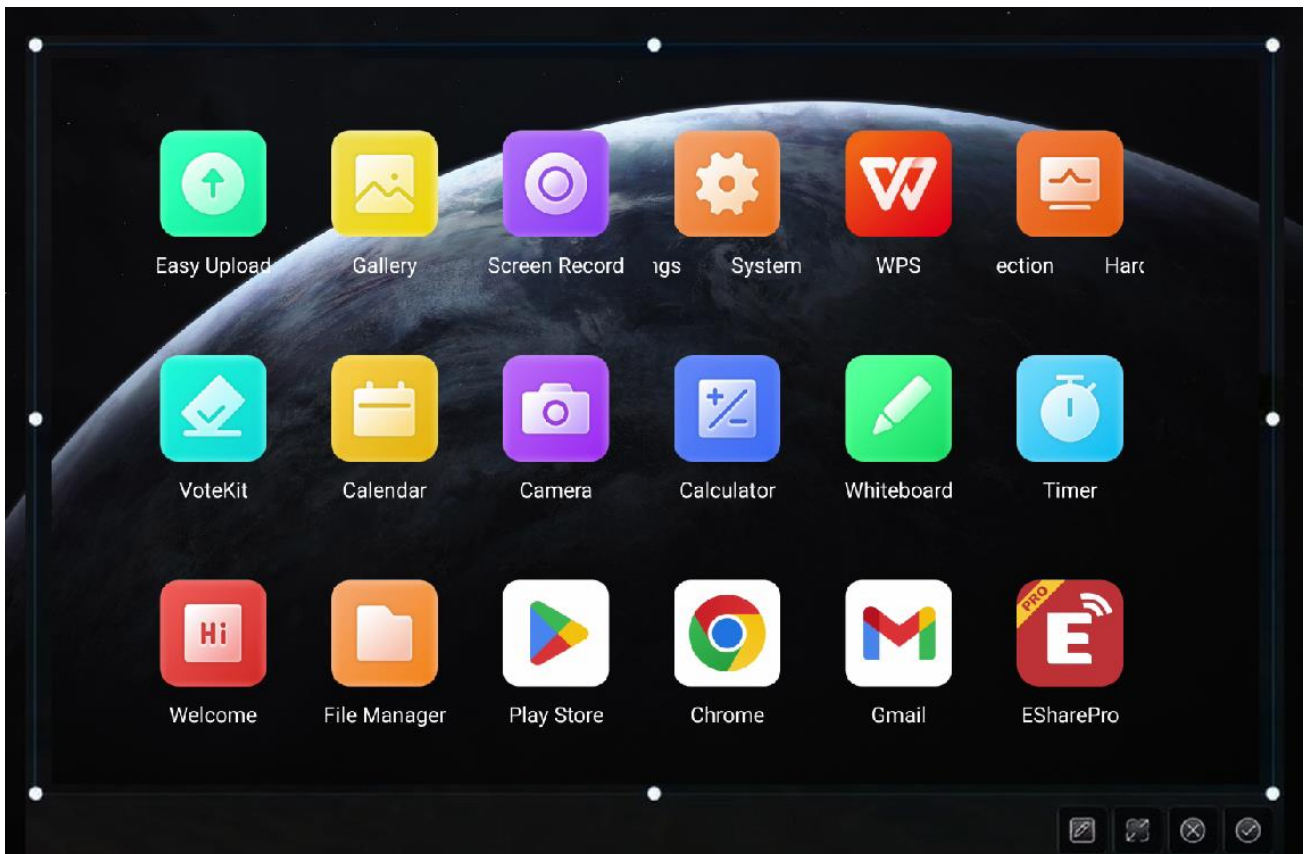 Easy Upload Gallery Screen Record ngs System WPS ection Hard
VoteKit Calendar Camera Calculator Whiteboard Timer
Hi
PRO
E
Welcome File Manager Play Store Chrome Gmail ESharePro